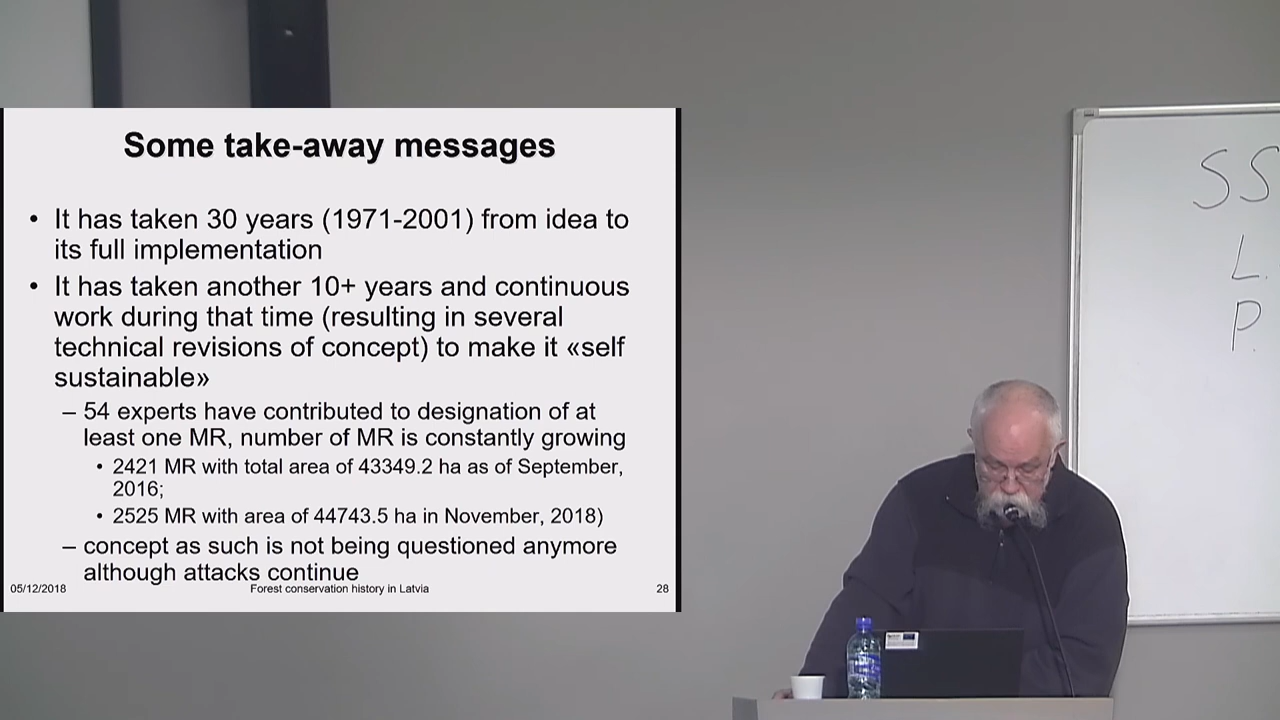 Some take-away messages
• It has taken 30 years (1971-2001) from idea to
its full implementation
• It has taken another 10+ years and continuous
work during that time (resulting in several
technical revisions of concept) to make it «self
sustainable»
– 54 experts have contributed to designation of at
least one MR, number of MR is constantly growing
• 2421 MR with total area of 43349.2 ha as of September,
2016;
• 2525 MR with area of 44743.5 ha in November, 2018)
– concept as such is not being questioned anymore
although attacks continue
05/12/2018 Forest conservation history in Latvia 28
SS
L.
P.